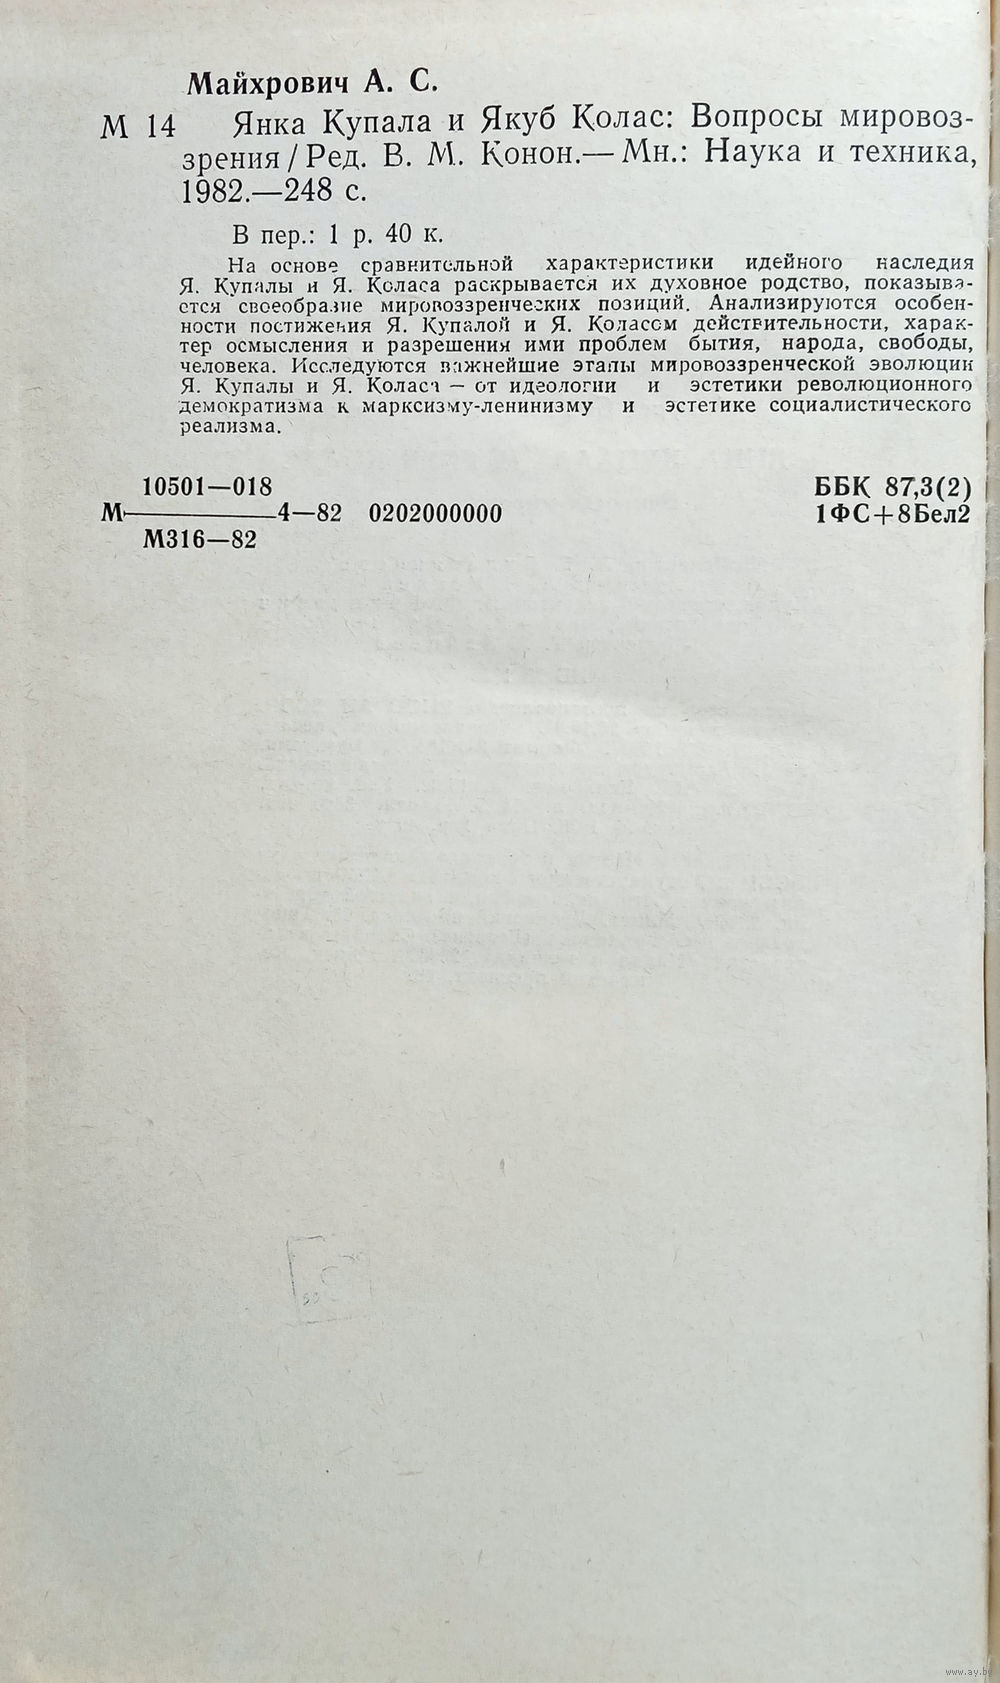 Майхрович А. С.
М 14 Янка Купала и Якуб Колас: Вопросы мировоз-
зрения / Ред. В. М. Конон.— Мн.: Наука и техника,
1982.—248 с.
В пер.: 1 р. 40 к.
На основе сравнительной характеристики идейного наследия
Я. Купалы и Я. Коласа раскрывается их духовное родство, показыва-
ется своеобразие мировоззренческих позиций. Анализируются особен-
ности постижения Я. Купалой и Я. Коласом действительности, харак-
тер осмысления и разрешения ими проблем бытия, народа, свободы,
человека. Исследуются важнейшие этапы мировоззренческой эволюции
Я. Купалы и Я. Коласа — от идеологии и эстетики революционного
демократизма к марксизму-ленинизму и эстетике социалистического
реализма.
10501—018
М 4—82 0202000000
М316—82
ББК 87,3(2)
1ФС+8Бел2
www.ay.by